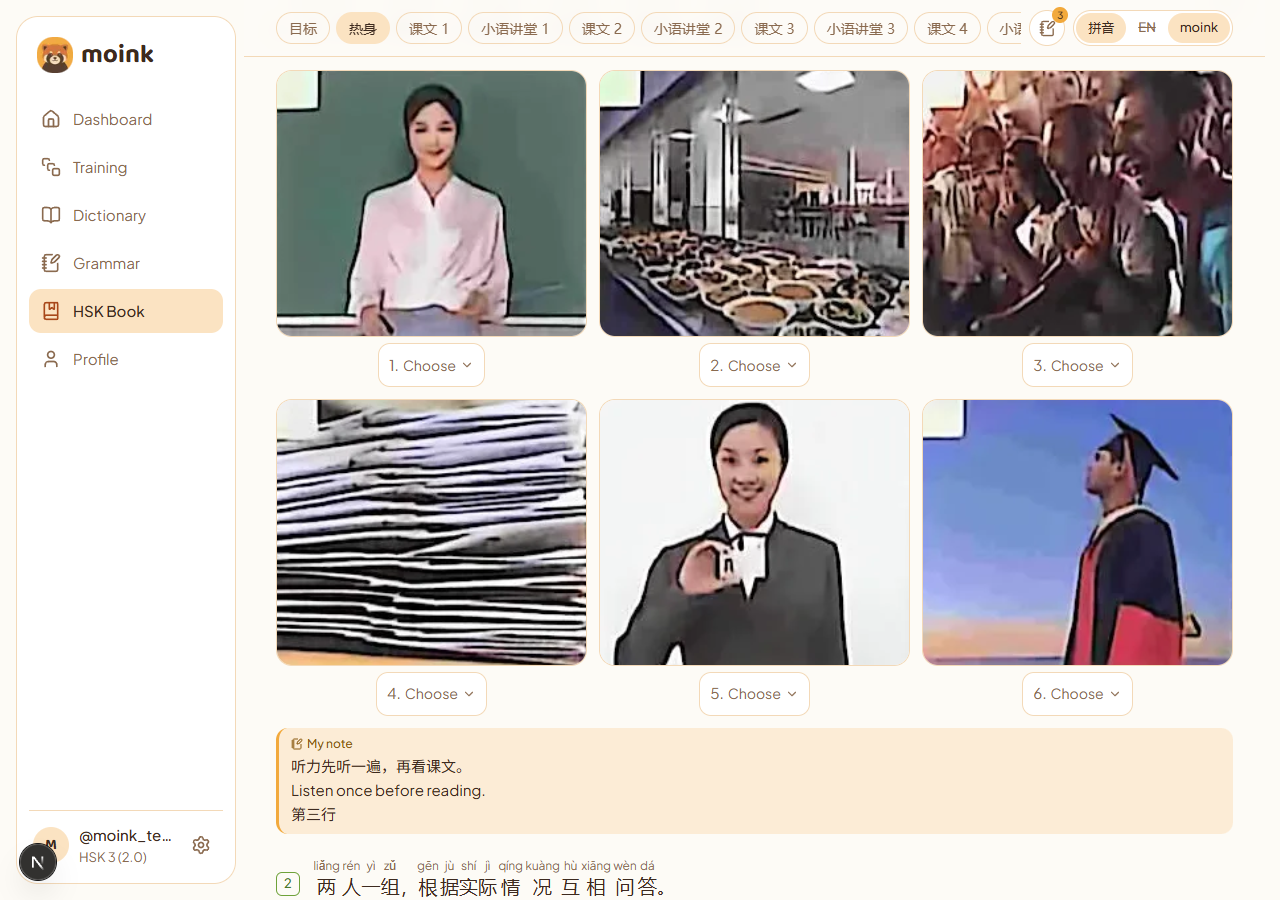 moink
Dashboard
Training
Dictionary
Grammar
HSK Book
Profile
M
@moink_te...
HSK 3 (2.0)
N
目标
热身
课文 1
小语讲堂 1
课文 2
小语讲堂 2
课文 3
小语讲堂 3
课文 4
3
拼音
EN
moink
1. Choose
2. Choose
3. Choose
4. Choose
5. Choose
6. Choose
My note
听力先听一遍，再看课文。
Listen once before reading.
第三行
liǎng rén yì zǔ gēn jù shí jì qíng kuàng hù xiāng wèn dá
2 两人一组，根据实际情况互相问答。